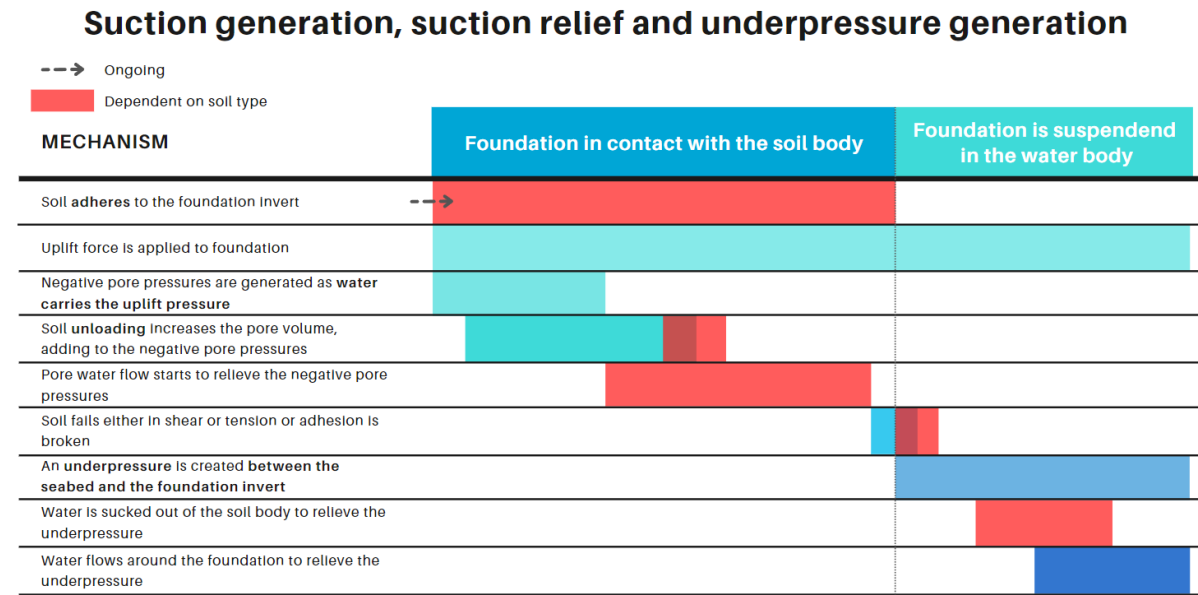 Suction generation, suction relief and underpressure generation
Ongoing
Dependent on soil type
MECHANISM
Foundation in contact with the soil body
Foundation is suspendend
in the water body
Soil adheres to the foundation invert
Uplift force is applied to foundation
Negative pore pressures are generated as water
carries the uplift pressure
Soil unloading increases the pore volume,
adding to the negative pore pressures
Pore water flow starts to relieve the negative pore
pressures
Soil fails either in shear or tension or adhesion is
broken
An underpressure is created between the
seabed and the foundation invert
Water is sucked out of the soil body to relieve the
underpressure
Water flows around the foundation to relieve the
underpressure